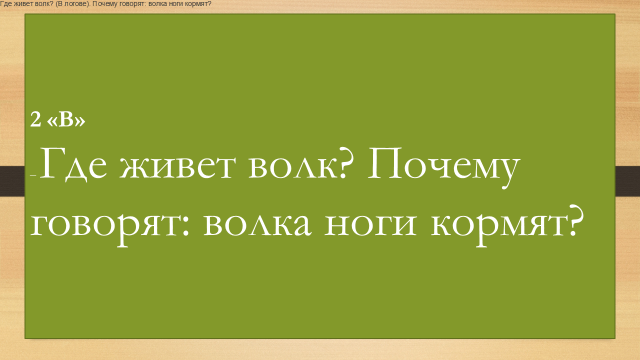 Где живет волк? (В логове). Почему говорят: волка ноги кормят?
2 «В»
- Где живет волк? Почему
говорят: волка ноги кормят?